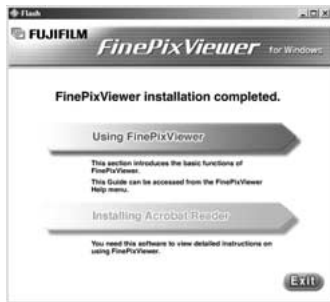 Flash
FUJIFILM
FinePixViewer for Windows
FinePixViewer installation completed.
Using FinePixViewer
This section introduces the basic functions of
FinePixViewer.
This Guide can be accessed from the FinePixViewer
Help menu.
Installing Acrobat Reader
You need this software to view detailed instructions on
using FinePixViewer.
Exit